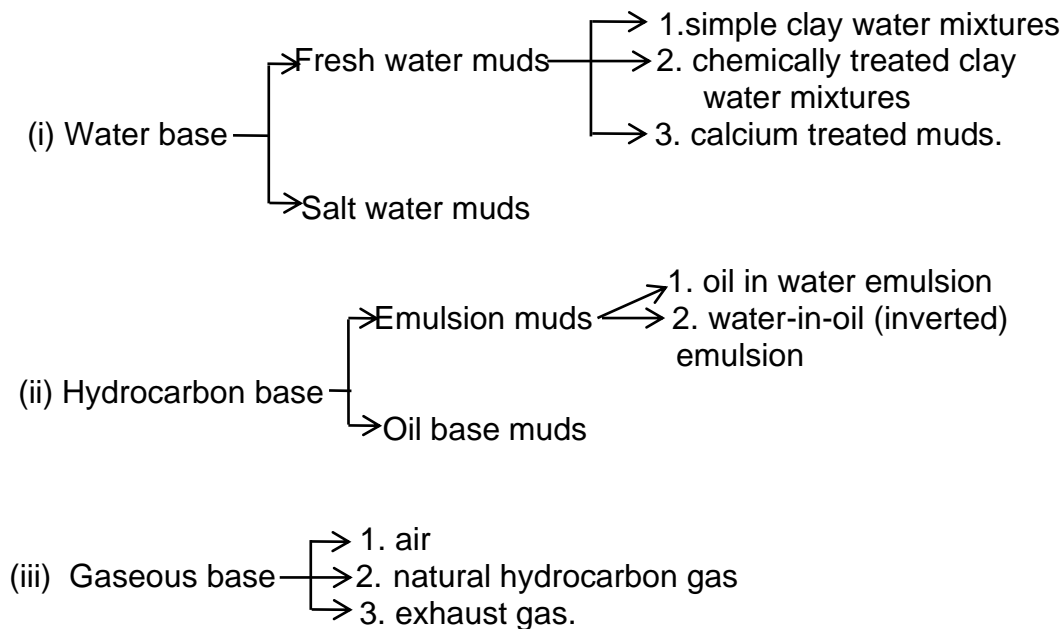 1.simple clay water mixtures
Fresh water muds
2. chemically treated clay
water mixtures
(i) Water base
3. calcium treated muds.
Salt water muds
1. oil in water emulsion
Emulsion muds
2. water-in-oil (inverted)
emulsion
(ii) Hydrocarbon base
Oil base muds
1. air
(iii) Gaseous base
2. natural hydrocarbon gas
3. exhaust gas.